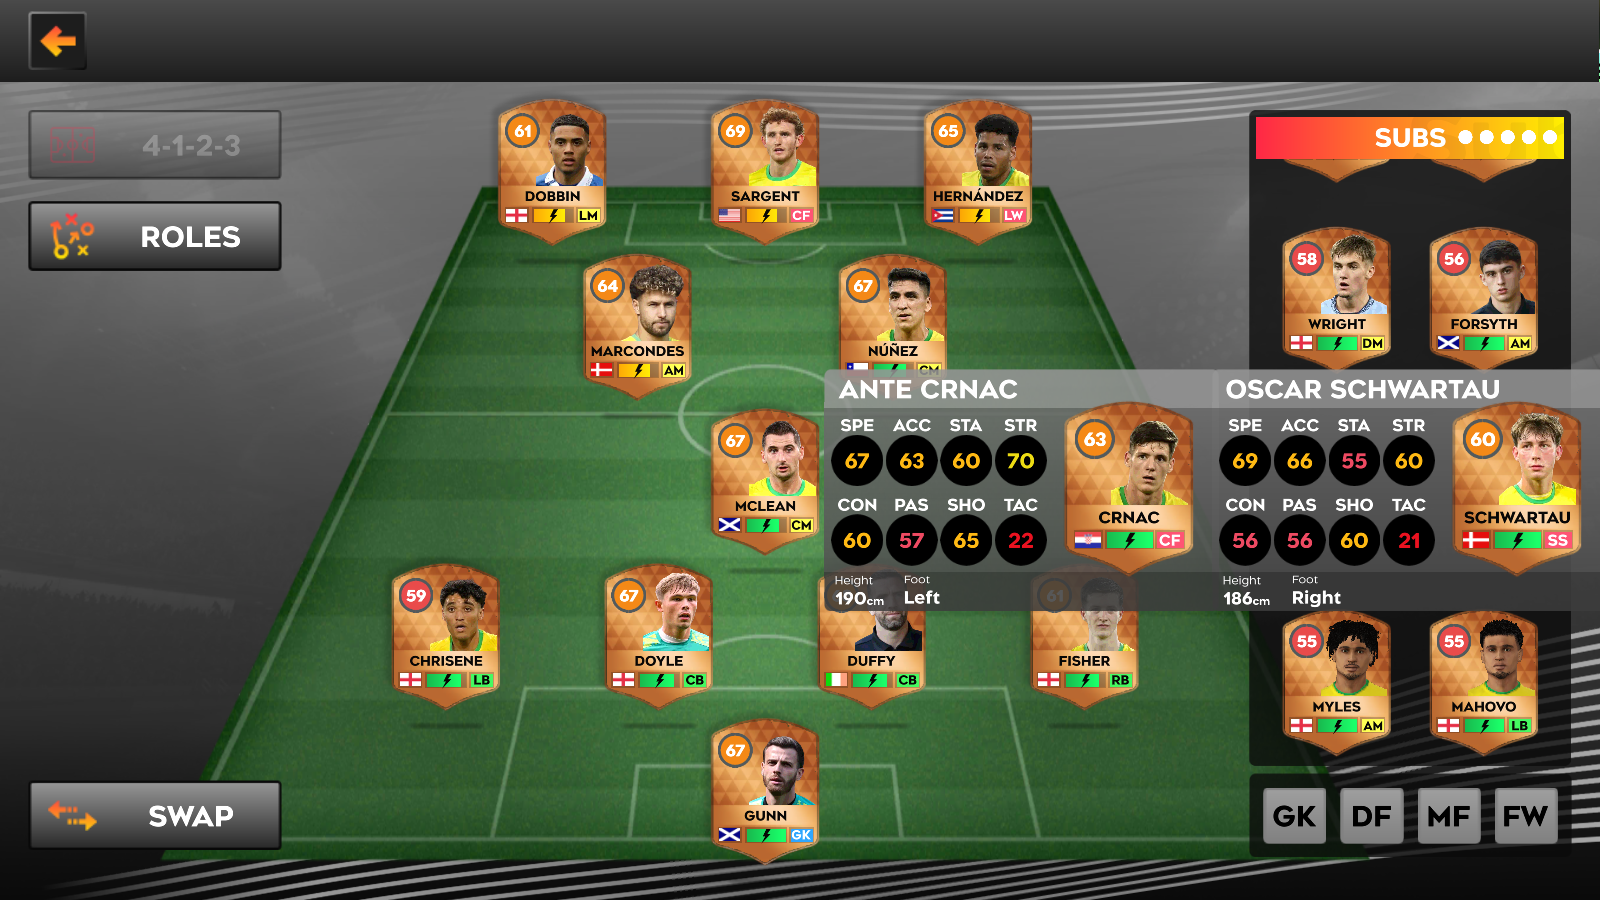 4-1-2-3
ROLES
SWAP
61
DOBBIN
LM
69
SARGENT
CF
65
HERNÁNDEZ
LW
64
MARCONDES
AM
67
NÚÑEZ
CM
67
MCLEAN
CM
59
CHRISENE
LB
67
DOYLE
CB
DUFFY
CB
61
FISHER
RB
67
GUNN
GK
SUBS
58
WRIGHT
DM
56
FORSYTH
AM
ANTE CRNAC
SPE ACC STA STR
67 63 60 70
CON PAS SHO TAC
60 57 65 22
Height Foot
190cm Left
63
CRNAC
CF
OSCAR SCHWARTAU
SPE ACC STA STR
69 66 55 60
CON PAS SHO TAC
56 56 60 21
Height Foot
186cm Right
60
SCHWARTAU
SS
55
MYLES
AM
55
MAHOVO
LB
GK DF MF FW